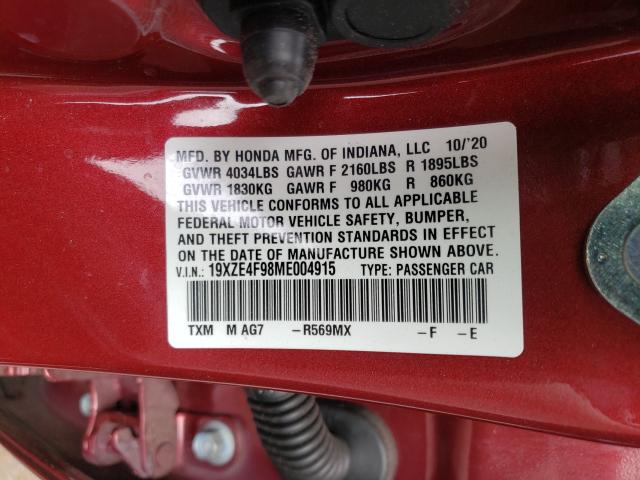 MFD. BY HONDA MFG. OF INDIANA, LLC 10/'20
GVWR 4034LBS GAWR F 2160LBS R 1895LBS
GVWR 1830KG GAWR F 980KG R 860KG
THIS VEHICLE CONFORMS TO ALL APPLICABLE
FEDERAL MOTOR VEHICLE SAFETY, BUMPER,
AND THEFT PREVENTION STANDARDS IN EFFECT
ON THE DATE OF MANUFACTURE SHOWN ABOVE.
V.I.N.: 19XZE4F98ME004915 TYPE: PASSENGER CAR
TXM M AG7 -R569MX -F -E